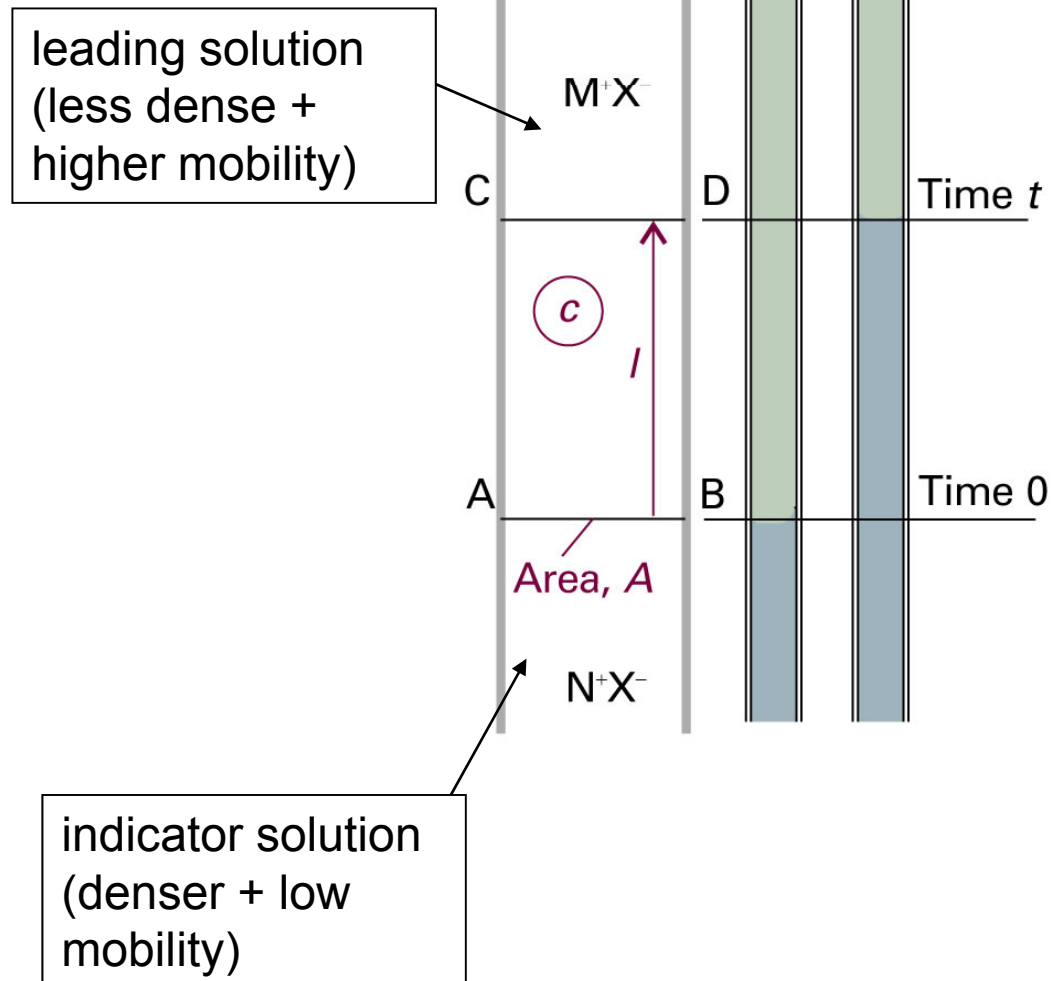 leading solution
(less dense +
higher mobility)
M⁺X⁻
C
D
Time t
c
l
A
B
Time 0
Area, A
N⁺X⁻
indicator solution
(denser + low
mobility)